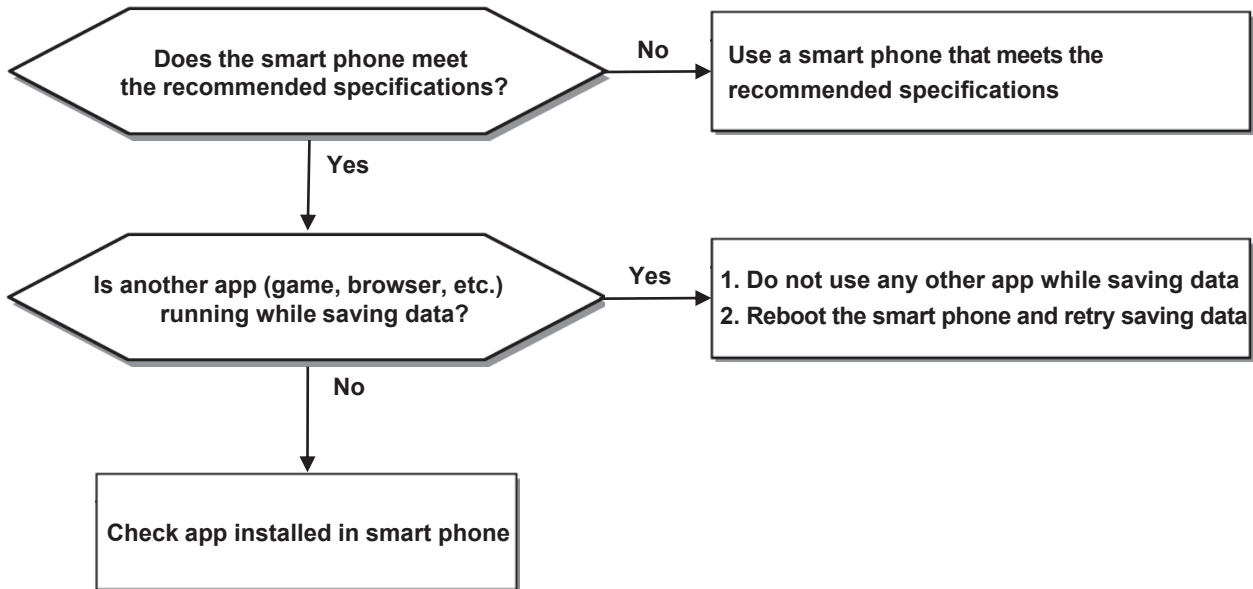 Does the smart phone meet
the recommended specifications?
No
Use a smart phone that meets the
recommended specifications
Yes
Is another app (game, browser, etc.)
running while saving data?
Yes
1. Do not use any other app while saving data
2. Reboot the smart phone and retry saving data
No
Check app installed in smart phone